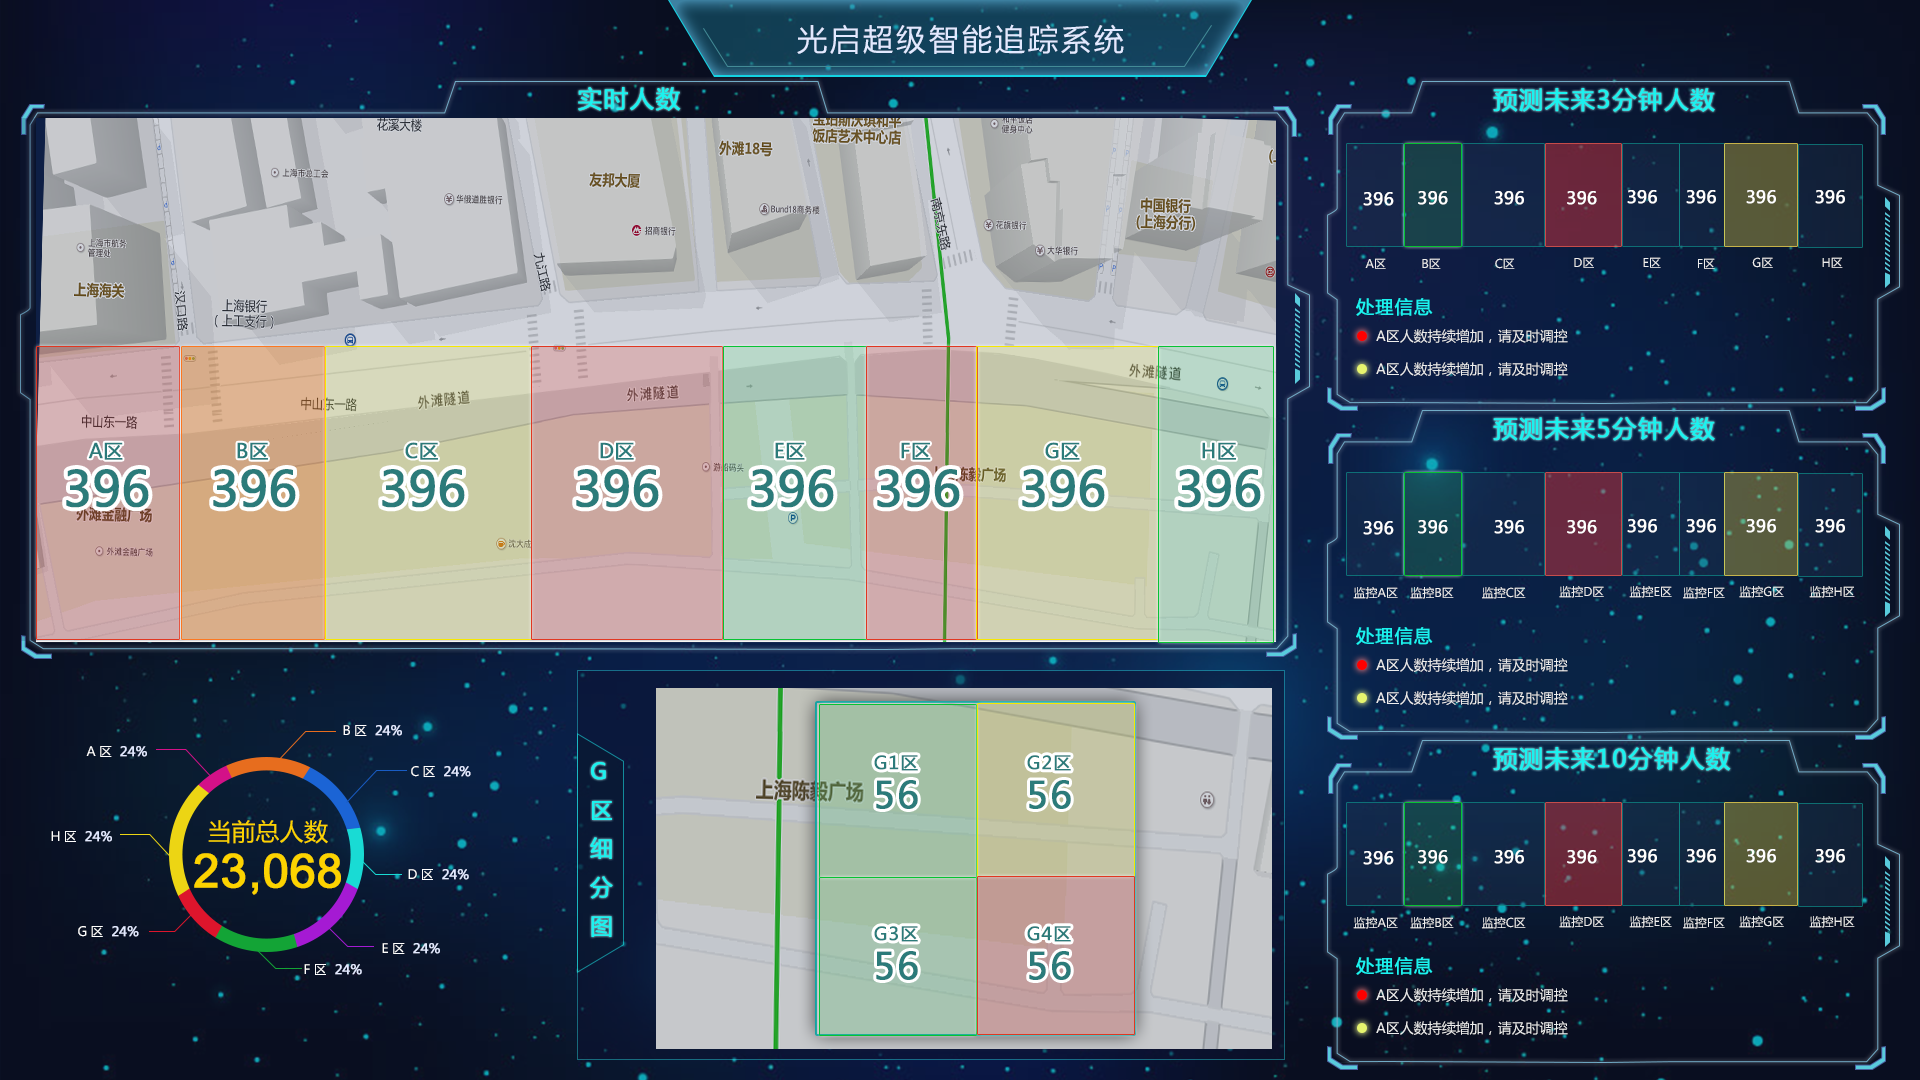 光启超级智能追踪系统
实时人数
花溪大楼
外滩18号
饭店艺术中心店
健身中心
上海市总工会
友邦大厦
华俄道胜银行
Bund18商务楼
招商银行
南京东路
花旗银行
大华银行
中国银行
(上海分行)
上海市航务
管理处
上海海关
汉口路
九江路
上海银行
( 上工支行 )
中山东一路
中山东一路
外滩隧道
外滩隧道
外滩隧道
A区
396
B区
396
C区
396
D区
396
E区
396
F区
396
G区
396
H区
396
外滩金融广场
外滩金融广场
沈大成
P
当前总人数
23,068
A 区 24%
B 区 24%
C 区 24%
D 区 24%
E 区 24%
F 区 24%
G 区 24%
H 区 24%
G区细分图
上海陈毅广场
G1区
56
G2区
56
G3区
56
G4区
56
预测未来3分钟人数
396 396 396 396 396 396 396 396
A区 B区 C区 D区 E区 F区 G区 H区
处理信息
A区人数持续增加，请及时调控
A区人数持续增加，请及时调控
预测未来5分钟人数
396 396 396 396 396 396 396 396
监控A区 监控B区 监控C区 监控D区 监控E区 监控F区 监控G区 监控H区
处理信息
A区人数持续增加，请及时调控
A区人数持续增加，请及时调控
预测未来10分钟人数
396 396 396 396 396 396 396 396
监控A区 监控B区 监控C区 监控D区 监控E区 监控F区 监控G区 监控H区
处理信息
A区人数持续增加，请及时调控
A区人数持续增加，请及时调控